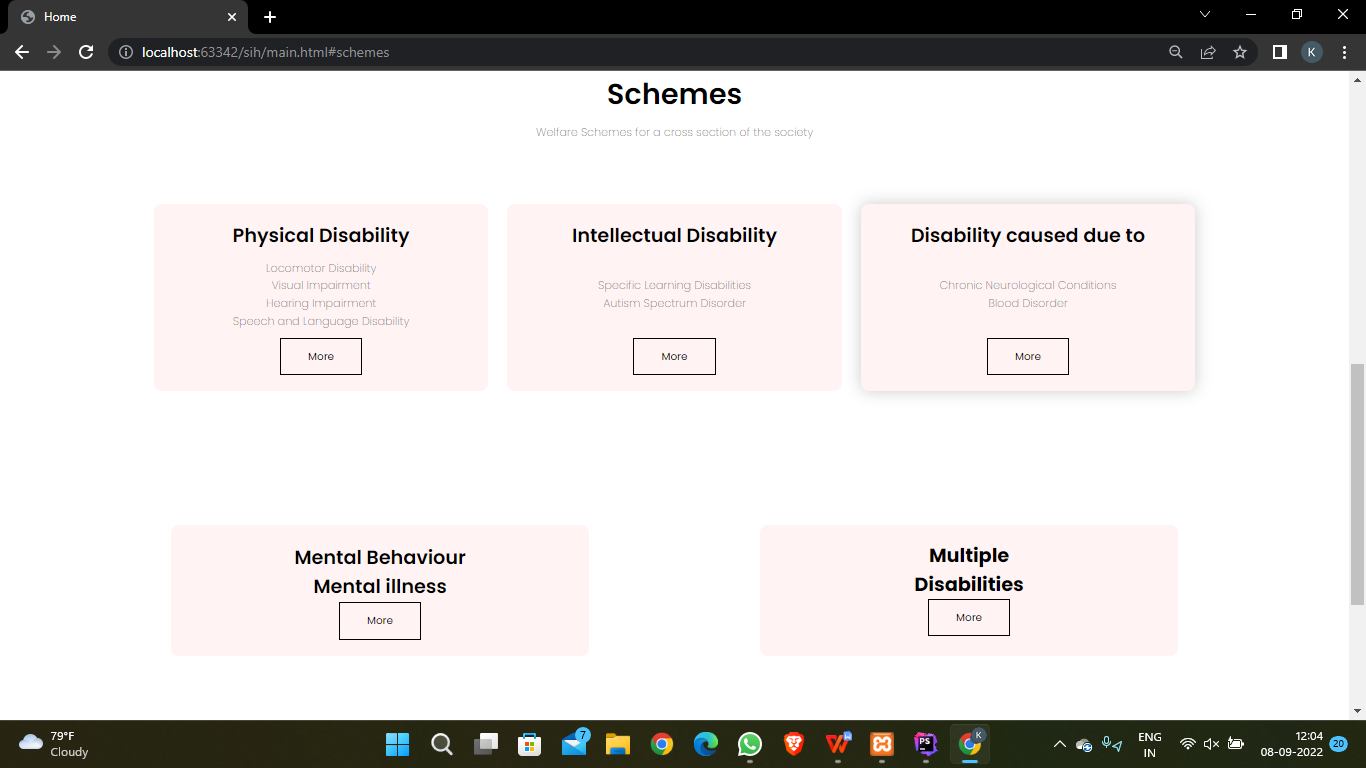 Home
localhost:63342/sih/main.html#schemes
K
Schemes
Welfare Schemes for a cross section of the society
Physical Disability
Locomotor Disability
Visual Impairment
Hearing Impairment
Speech and Language Disability
More
Intellectual Disability
Specific Learning Disabilities
Autism Spectrum Disorder
More
Disability caused due to
Chronic Neurological Conditions
Blood Disorder
More
Mental Behaviour
Mental illness
More
Multiple
Disabilities
More
79°F
Cloudy
7
PS
K
ENG
IN
12:04
08-09-2022
20